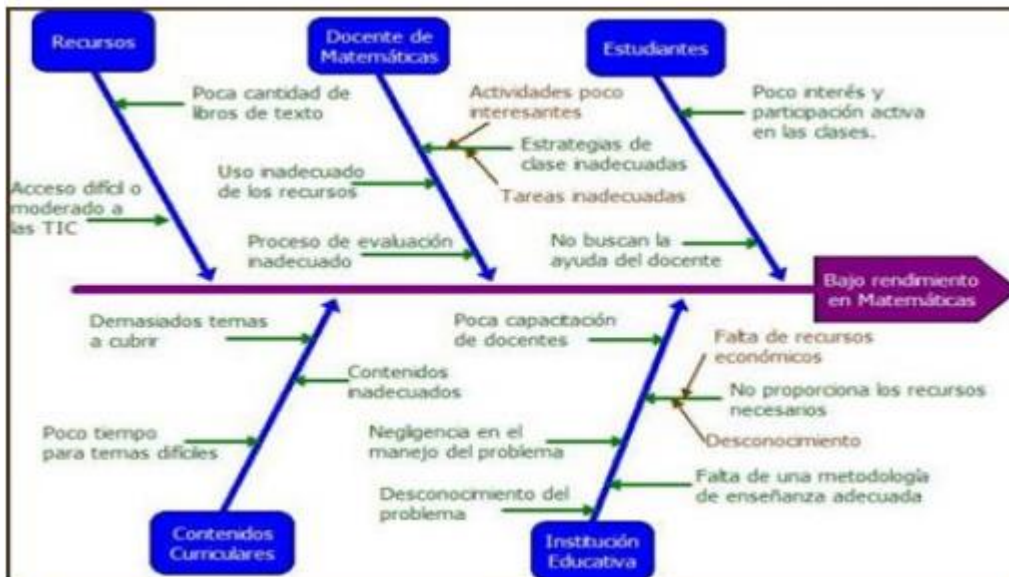 Recursos
Docente de
Matemáticas
Estudiantes
Poca cantidad de
libros de texto
Actividades poco
interesantes
Poco interés y
participación activa
en las clases.
Estrategias de
clase inadecuadas
Uso inadecuado
de los recursos
Tareas inadecuadas
Acceso difícil o
moderado a
las TIC
Proceso de evaluación
inadecuado
No buscan la
ayuda del docente
Bajo rendimiento
en Matemáticas
Demasiados temas
a cubrir
Poca capacitación
de docentes
Falta de recursos
económicos
Contenidos
inadecuados
No proporciona los recursos
necesarios
Poco tiempo
para temas difíciles
Negligencia en el
manejo del problema
Desconocimiento
Falta de una metodología
de enseñanza adecuada
Desconocimiento del
problema
Contenidos
Curriculares
Institución
Educativa